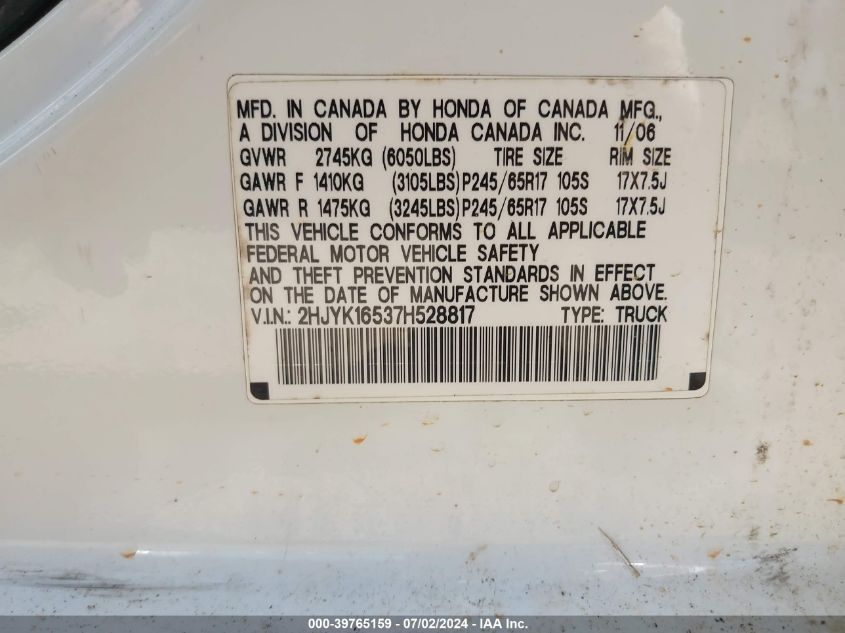 MFD. IN CANADA BY HONDA OF CANADA MFG.,
A DIVISION OF HONDA CANADA INC. 11/06
GVWR 2745KG (6050LBS) TIRE SIZE RIM SIZE
GAWR F 1410KG (3105LBS) P245/65R17 105S 17X7.5J
GAWR R 1475KG (3245LBS) P245/65R17 105S 17X7.5J
THIS VEHICLE CONFORMS TO ALL APPLICABLE
FEDERAL MOTOR VEHICLE SAFETY
AND THEFT PREVENTION STANDARDS IN EFFECT
ON THE DATE OF MANUFACTURE SHOWN ABOVE.
V.I.N.: 2HJYK16537H528817 TYPE: TRUCK
000-39765159 - 07/02/2024 - IAA Inc.